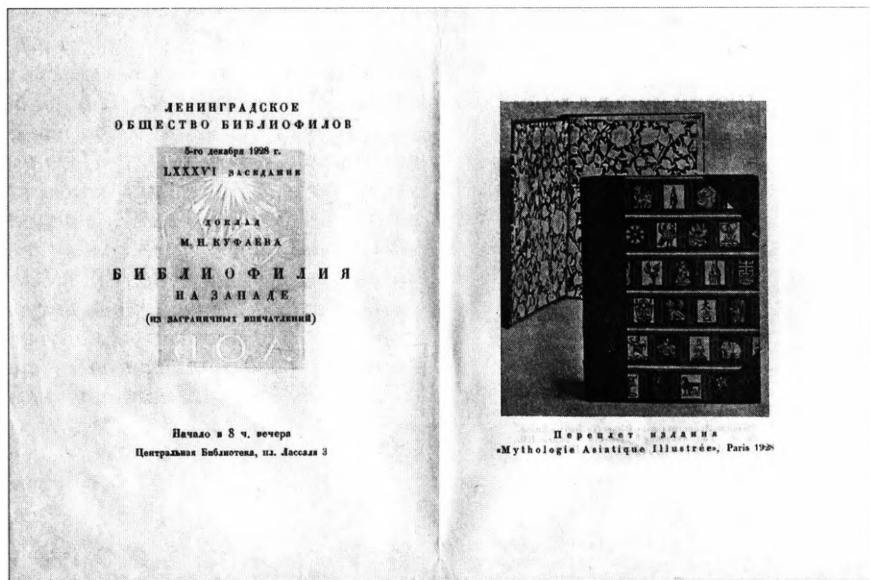 ЛЕНИНГРАДСКОЕ
ОБЩЕСТВО БИБЛИОФИЛОВ
5-го декабря 1928 г.
LXXXVI ЗАСЕДАНИЕ
ДОКЛАД
М. Н. КУФАЕВА
БИБЛИОФИЛИЯ
НА ЗАПАДЕ
(ИЗ ЗАГРАНИЧНЫХ ВПЕЧАТЛЕНИЙ)
Л О Б
Начало в 8 ч. вечера
Центральная Библиотека, пл. Лассаля 3
Переплет издания
«Mythologie Asiatique Illustrée», Paris 1928